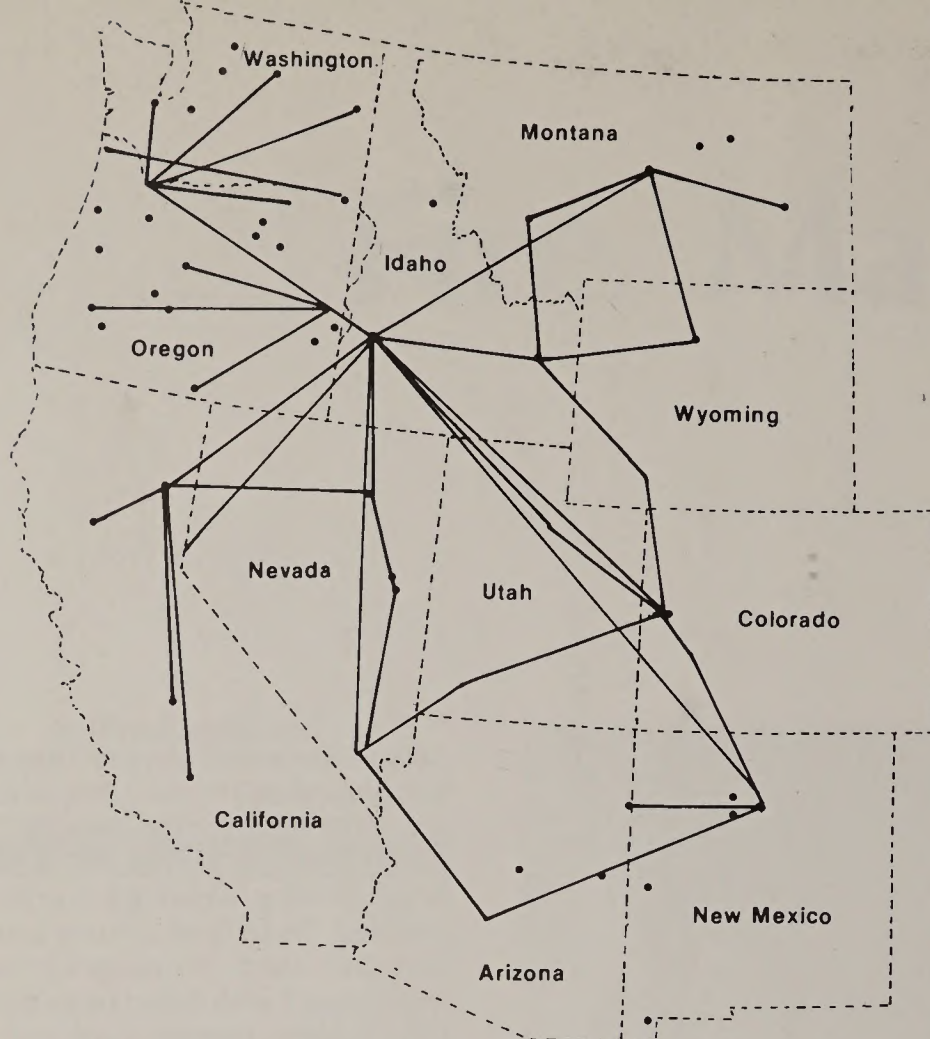 Washington
Montana
Idaho
Oregon
Wyoming
Nevada
Utah
Colorado
California
New Mexico
Arizona